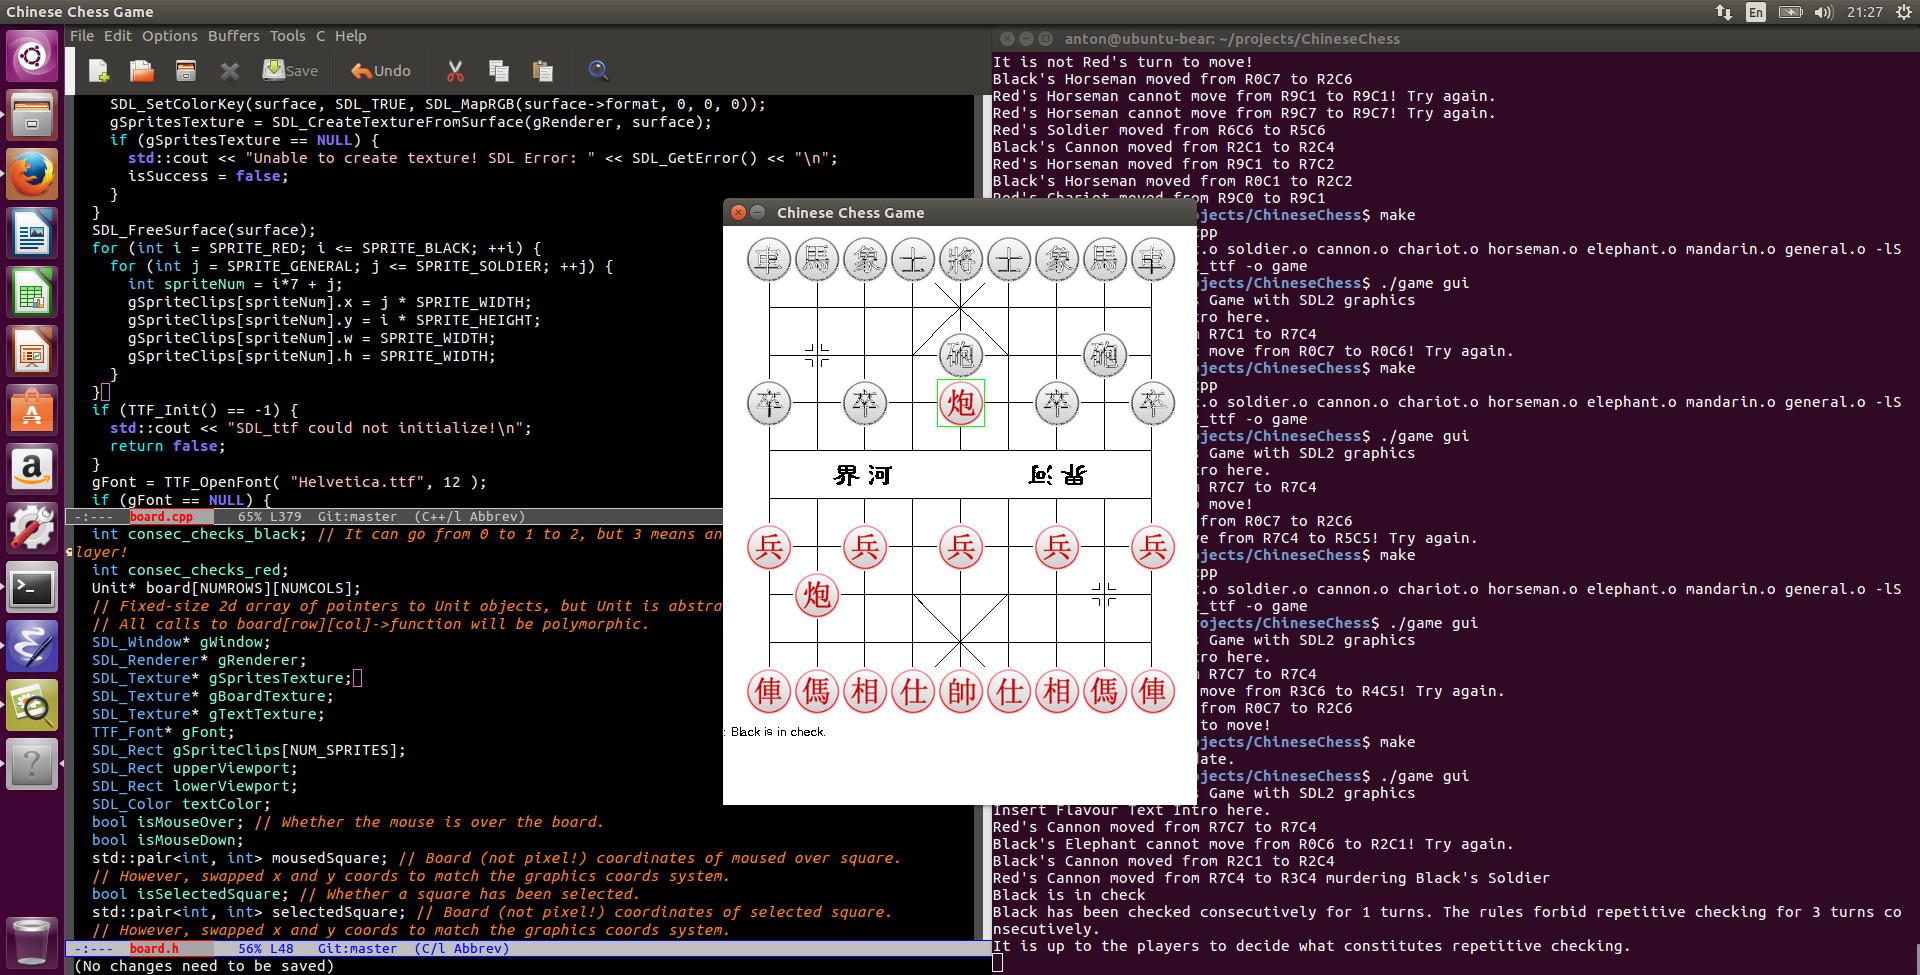 Chinese Chess Game
En
21:27
File Edit Options Buffers Tools C Help
Save
Undo
SDL_SetColorKey(surface, SDL_TRUE, SDL_MapRGB(surface->format, 0, 0, 0));
gSpritesTexture = SDL_CreateTextureFromSurface(gRenderer, surface);
if (gSpritesTexture == NULL) {
std::cout << "Unable to create texture! SDL Error: " << SDL_GetError() << "\n";
isSuccess = false;
}
}
SDL_FreeSurface(surface);
for (int i = SPRITE_RED; i <= SPRITE_BLACK; ++i) {
for (int j = SPRITE_GENERAL; j <= SPRITE_SOLDIER; ++j) {
int spriteNum = i*7 + j;
gSpriteClips[spriteNum].x = j * SPRITE_WIDTH;
gSpriteClips[spriteNum].y = i * SPRITE_HEIGHT;
gSpriteClips[spriteNum].w = SPRITE_WIDTH;
gSpriteClips[spriteNum].h = SPRITE_WIDTH;
}
}
if (TTF_Init() == -1) {
std::cout << "SDL_ttf could not initialize!\n";
return false;
}
gFont = TTF_OpenFont( "Helvetica.ttf", 12 );
if (gFont == NULL) {
-:--- board.cpp 65% L379 Git:master (C++/l Abbrev)
int consec_checks_black; // It can go from 0 to 1 to 2, but 3 means an
layer!
int consec_checks_red;
Unit* board[NUMROWS][NUMCOLS];
// Fixed-size 2d array of pointers to Unit objects, but Unit is abstra
// All calls to board[row][col]->function will be polymorphic.
SDL_Window* gWindow;
SDL_Renderer* gRenderer;
SDL_Texture* gSpritesTexture;
SDL_Texture* gBoardTexture;
SDL_Texture* gTextTexture;
TTF_Font* gFont;
SDL_Rect gSpriteClips[NUM_SPRITES];
SDL_Rect upperViewport;
SDL_Rect lowerViewport;
SDL_Color textColor;
bool isMouseOver; // Whether the mouse is over the board.
bool isMouseDown;
std::pair<int, int> mousedSquare; // Board (not pixel!) coordinates of moused over square.
// However, swapped x and y coords to match the graphics coords system.
bool isSelectedSquare; // Whether a square has been selected.
std::pair<int, int> selectedSquare; // Board (not pixel!) coordinates of selected square.
// However, swapped x and y coords to match the graphics coords system.
-:--- board.h 56% L48 Git:master (C/l Abbrev)
(No changes need to be saved)
Chinese Chess Game
車 馬 象 士 將 士 象 馬 車
砲 砲
卒 卒 炮 卒 卒
界 河 河 界
兵 兵 兵 兵 兵
炮
俥 傌 相 仕 帥 仕 相 傌 俥
: Black is in check.
anton@ubuntu-bear: ~/projects/ChineseChess
It is not Red's turn to move!
Black's Horseman moved from R0C7 to R2C6
Red's Horseman cannot move from R9C1 to R9C1! Try again.
Red's Horseman cannot move from R9C7 to R9C7! Try again.
Red's Soldier moved from R6C6 to R5C6
Black's Cannon moved from R2C1 to R2C4
Red's Horseman moved from R9C1 to R7C2
Black's Horseman moved from R0C1 to R2C2
Red's Chariot moved from R9C0 to R9C1
ojects/ChineseChess$ make
pp
t.o soldier.o cannon.o chariot.o horseman.o elephant.o mandarin.o general.o -lS
2_ttf -o game
ojects/ChineseChess$ ./game gui
s Game with SDL2 graphics
tro here.
m R7C1 to R7C4
t move from R0C7 to R0C6! Try again.
ojects/ChineseChess$ make
pp
t.o soldier.o cannon.o chariot.o horseman.o elephant.o mandarin.o general.o -lS
2_ttf -o game
ojects/ChineseChess$ ./game gui
s Game with SDL2 graphics
tro here.
m R7C7 to R7C4
o move!
from R0C7 to R2C6
ve from R7C4 to R5C5! Try again.
ojects/ChineseChess$ make
pp
t.o soldier.o cannon.o chariot.o horseman.o elephant.o mandarin.o general.o -lS
2_ttf -o game
rojects/ChineseChess$ ./game gui
s Game with SDL2 graphics
tro here.
m R7C7 to R7C4
move from R3C6 to R4C5! Try again.
from R0C7 to R2C6
to move!
ojects/ChineseChess$ make
ate.
ojects/ChineseChess$ ./game gui
s Game with SDL2 graphics
Insert Flavour Text Intro here.
Red's Cannon moved from R7C7 to R7C4
Black's Elephant cannot move from R0C6 to R2C1! Try again.
Black's Cannon moved from R2C1 to R2C4
Red's Cannon moved from R7C4 to R3C4 murdering Black's Soldier
Black is in check
Black has been checked consecutively for 1 turns. The rules forbid repetitive checking for 3 turns co
nsecutively.
It is up to the players to decide what constitutes repetitive checking.